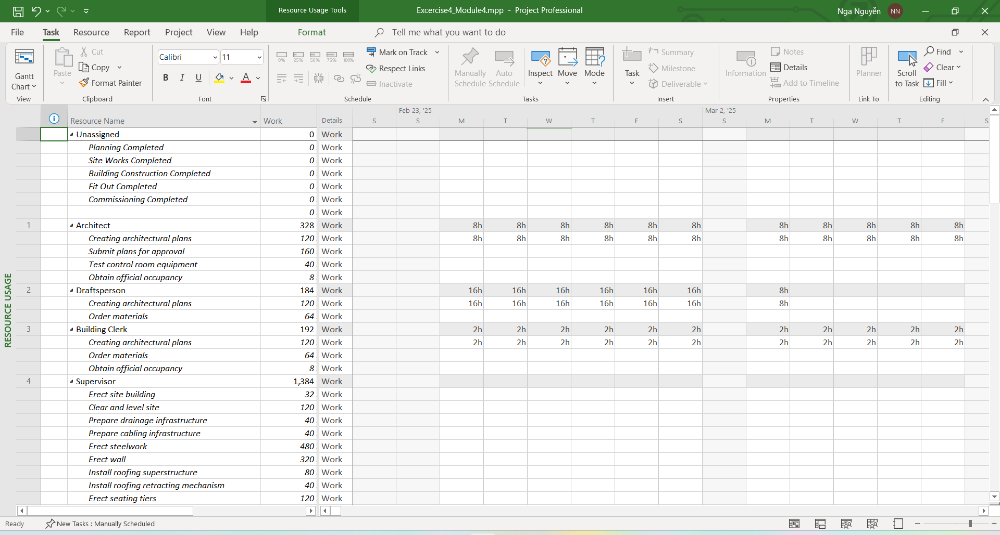 Resource Usage Tools
Excercise4_Module4.mpp - Project Professional
Nga Nguyễn NN
File Task Resource Report Project View Help Format Tell me what you want to do
Gantt Chart
View
Paste
Cut
Copy
Format Painter
Clipboard
Calibri 11
B I U A
Font
0% 25% 50% 75% 100%
Mark on Track
Respect Links
Inactivate
Schedule
Manually Schedule
Auto Schedule
Inspect
Move
Mode
Tasks
Task
Summary
Milestone
Deliverable
Insert
Information
Notes
Details
Add to Timeline
Properties
Planner
Link To
Scroll to Task
Find
Clear
Fill
Editing
RESOURCE USAGE
Feb 23, '25 Mar 2, '25
Resource Name Work Details S S M T W T F S S M T W T F S
Unassigned 0 Work
Planning Completed 0 Work
Site Works Completed 0 Work
Building Construction Completed 0 Work
Fit Out Completed 0 Work
Commissioning Completed 0 Work
0 Work
1 Architect 328 Work 8h 8h 8h 8h 8h 8h 8h 8h 8h 8h 8h
Creating architectural plans 120 Work 8h 8h 8h 8h 8h 8h 8h 8h 8h 8h 8h
Submit plans for approval 160 Work
Test control room equipment 40 Work
Obtain official occupancy 8 Work
2 Draftsperson 184 Work 16h 16h 16h 16h 16h 16h 8h
Creating architectural plans 120 Work 16h 16h 16h 16h 16h 16h 8h
Order materials 64 Work
3 Building Clerk 192 Work 2h 2h 2h 2h 2h 2h 2h 2h 2h 2h 2h
Creating architectural plans 120 Work 2h 2h 2h 2h 2h 2h 2h 2h 2h 2h 2h
Order materials 64 Work
Obtain official occupancy 8 Work
4 Supervisor 1,384 Work
Erect site building 32 Work
Clear and level site 120 Work
Prepare drainage infrastructure 40 Work
Prepare cabling infrastructure 40 Work
Erect steelwork 480 Work
Erect wall 320 Work
Install roofing superstructure 80 Work
Install roofing retracting mechanism 40 Work
Erect seating tiers 120 Work
Ready New Tasks : Manually Scheduled